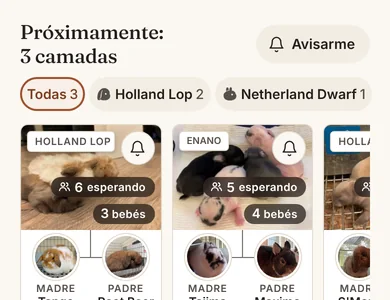 Próximamente:
3 camadas
Avisarme
Todas 3
Holland Lop 2
Netherland Dwarf 1
HOLLAND LOP
6 esperando
3 bebés
ENANO
5 esperando
4 bebés
MADRE
PADRE
MADRE
PADRE
MADRE